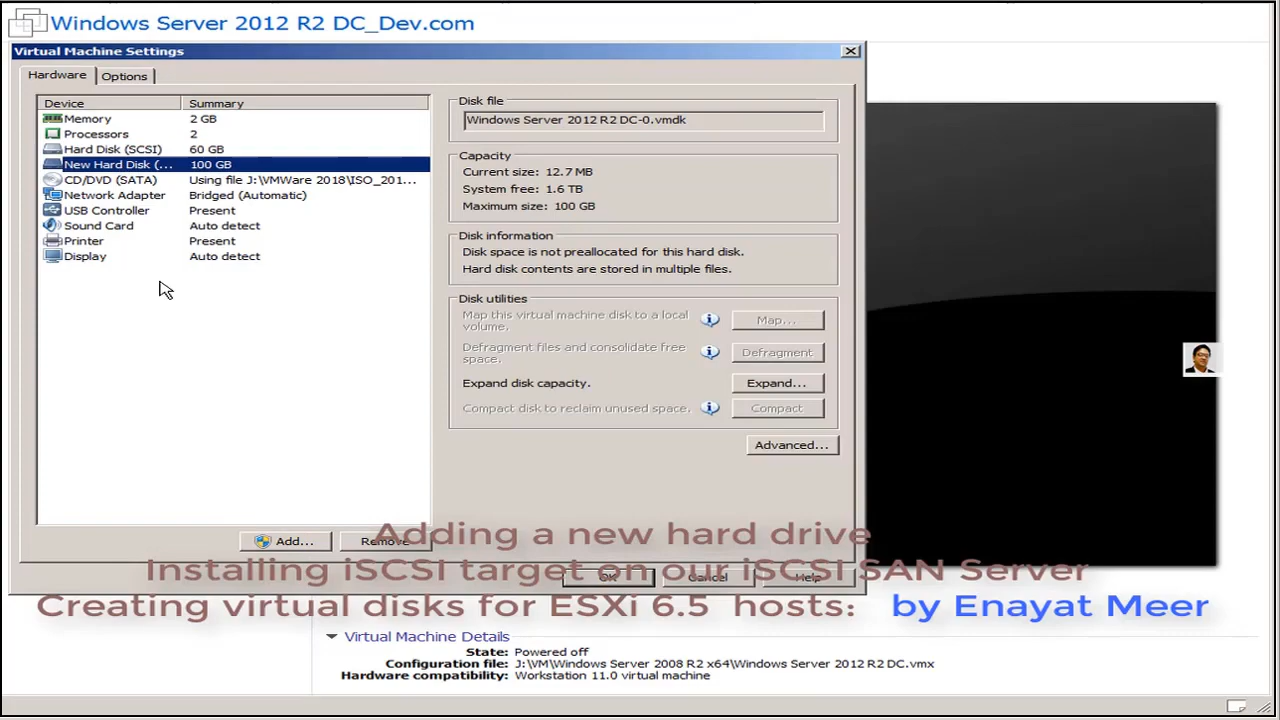 Windows Server 2012 R2 DC_Dev.com
Virtual Machine Settings
Hardware Options
Device Summary
Memory 2 GB
Processors 2
Hard Disk (SCSI) 60 GB
New Hard Disk (... 100 GB
CD/DVD (SATA) Using file J:\VMWare 2018\ISO_201...
Network Adapter Bridged (Automatic)
USB Controller Present
Sound Card Auto detect
Printer Present
Display Auto detect
Disk file
Windows Server 2012 R2 DC-0.vmdk
Capacity
Current size: 12.7 MB
System free: 1.6 TB
Maximum size: 100 GB
Disk information
Disk space is not preallocated for this hard disk.
Hard disk contents are stored in multiple files.
Disk utilities
Map this virtual machine disk to a local
volume.
Map...
Defragment files and consolidate free
space.
Defragment
Expand disk capacity.
Expand...
Compact disk to reclaim unused space.
Compact
Advanced...
Add... Remove
OK Cancel Help
Adding a new hard drive
Installing iSCSI target on our iSCSI SAN Server
Creating virtual disks for ESXi 6.5 hosts: by Enayat Meer
Virtual Machine Details
State: Powered off
Configuration file: J:\VM\Windows Server 2008 R2 x64\Windows Server 2012 R2 DC.vmx
Hardware compatibility: Workstation 11.0 virtual machine